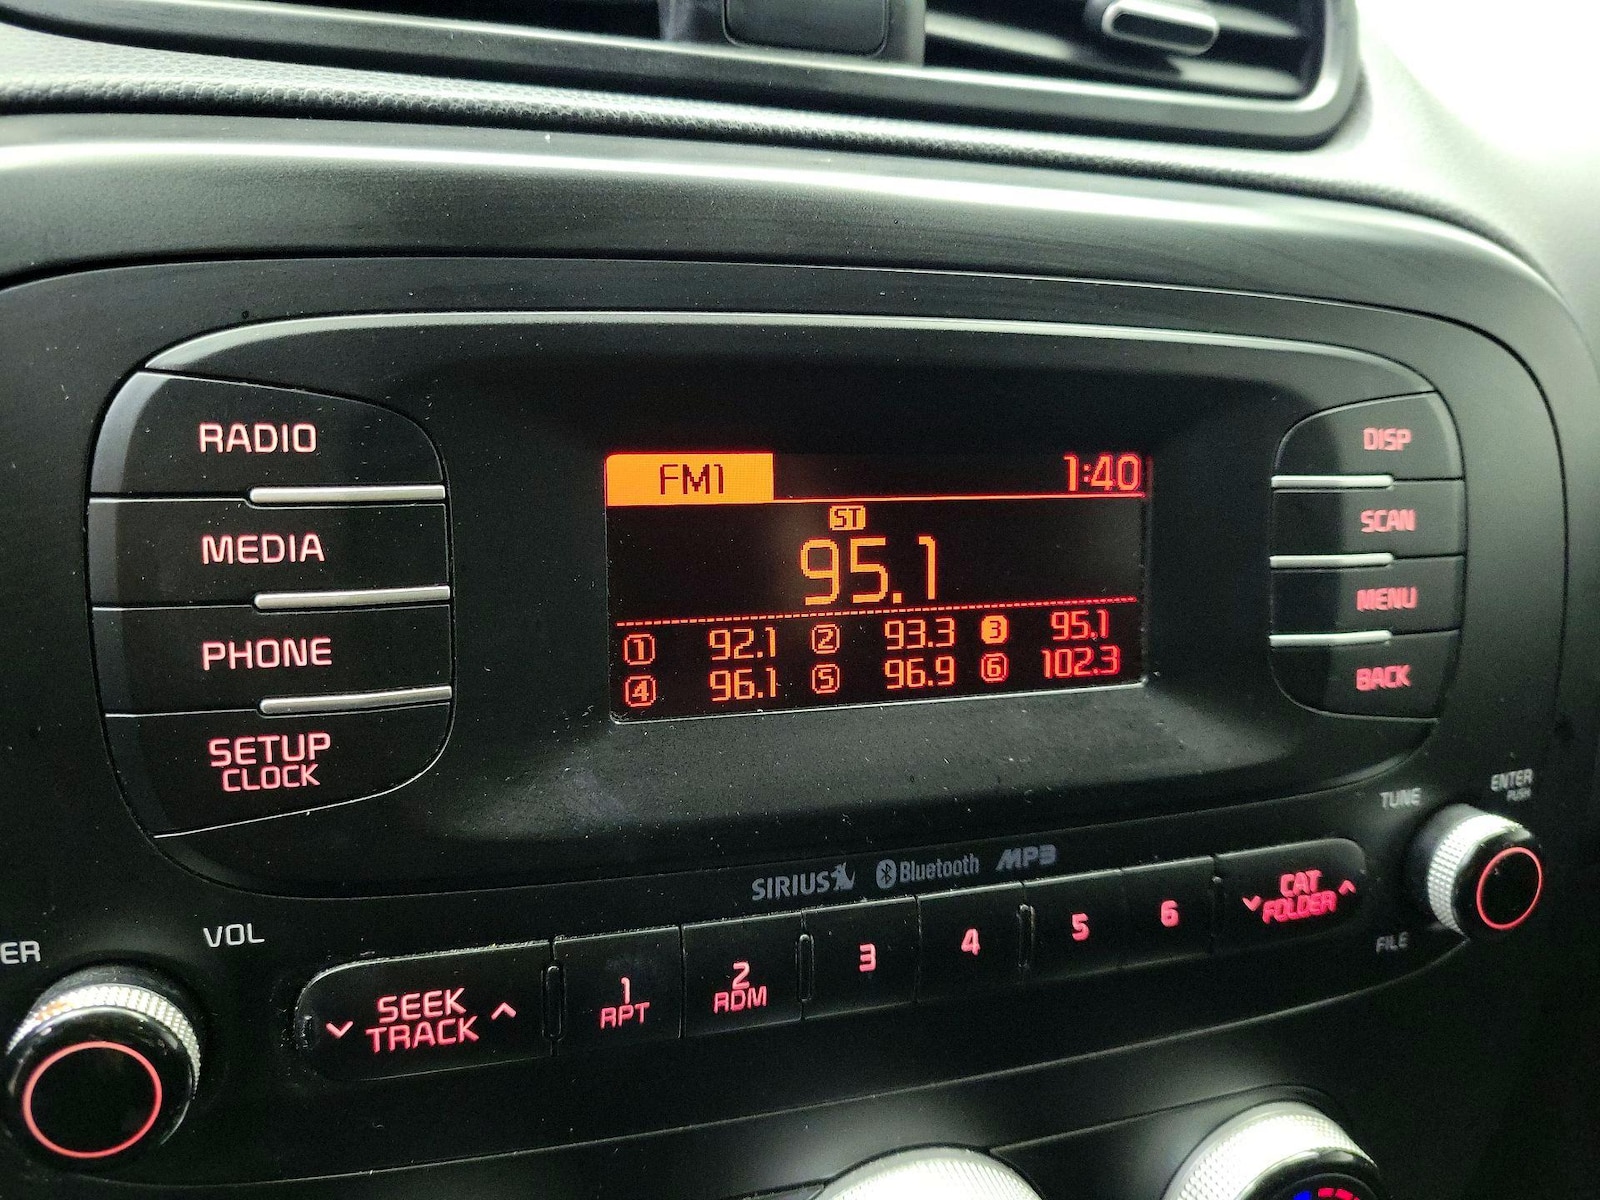 RADIO
MEDIA
PHONE
SETUP
CLOCK
FM1 1:40
ST
95.1
1 92.1 2 93.3 3 95.1
4 96.1 5 96.9 6 102.3
DISP
SCAN
MENU
BACK
TUNE
ENTER
PUSH
FILE
SIRIUS Bluetooth MP3
ER VOL
SEEK
TRACK
1
RPT
2
RDM
3
4
5
6
CAT
FOLDER